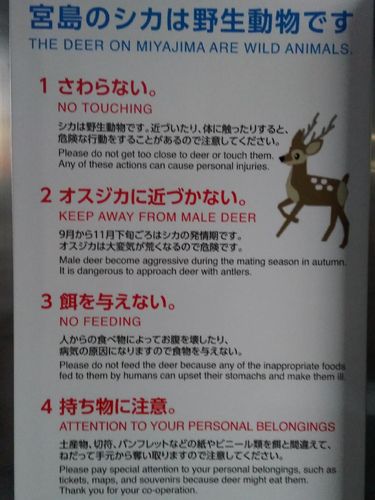 宮島のシカは野生動物です
THE DEER ON MIYAJIMA ARE WILD ANIMALS.
1 さわらない。
NO TOUCHING
シカは野生動物です。近づいたり、体に触ったりすると、
危険な行動をすることがあるので注意してください。
Please do not get too close to deer or touch them.
Any of these actions can cause personal injuries.
2 オスジカに近づかない。
KEEP AWAY FROM MALE DEER
9月から11月下旬ごろはシカの発情期です。
オスジカは大変気が荒くなるので危険です。
Male deer become aggressive during the mating season in autumn.
It is dangerous to approach deer with antlers.
3 餌を与えない。
NO FEEDING
人からの食べ物によってお腹を壊したり、
病気の原因になりますので食物を与えない。
Please do not feed the deer because any of the inappropriate foods
fed to them by humans can upset their stomachs and make them ill.
4 持ち物に注意。
ATTENTION TO YOUR PERSONAL BELONGINGS
土産物、切符、パンフレットなどの紙やビニール類を餌と間違えて、
ねだって手元から奪い取りますので注意してください。
Please pay special attention to your personal belongings, such as
tickets, maps, and souvenirs because deer might eat them.
Thank you for your co-operation.